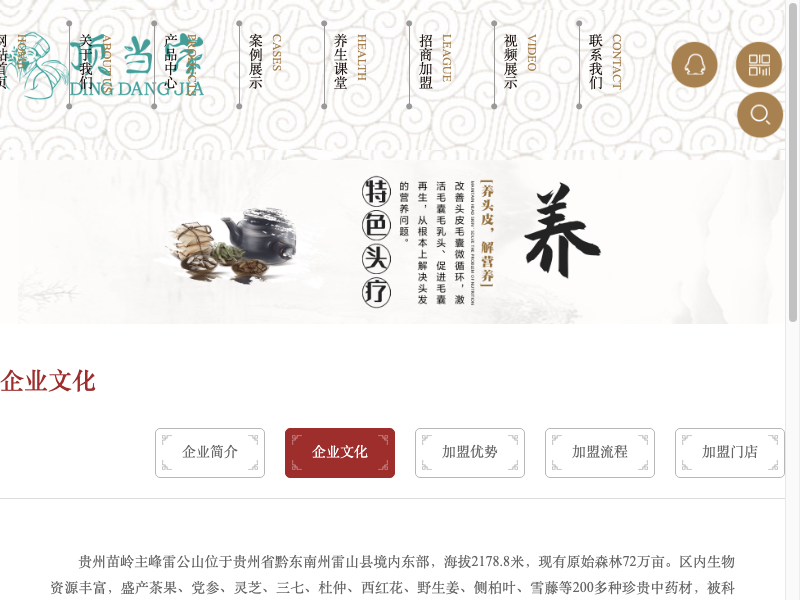 网站首页
HOME
关于我们
ABOUT US
产品中心
PRODUCTS
案例展示
CASES
养生课堂
HEALTH
招商加盟
LEAGUE
视频展示
VIDEO
联系我们
CONTACT
顶当家
DING DANG JIA
养
【养头皮，解营养】
改善头皮毛囊微循环，激
活毛囊毛乳头、促进毛囊
再生，从根本上解决头发
的营养问题。
特色头疗
企业文化
企业简介
企业文化
加盟优势
加盟流程
加盟门店
贵州苗岭主峰雷公山位于贵州省黔东南州雷山县境内东部，海拔2178.8米，现有原始森林72万亩。区内生物
资源丰富，盛产茶果、党参、灵芝、三七、杜仲、西红花、野生姜、侧柏叶、雪藤等200多种珍贵中药材，被科